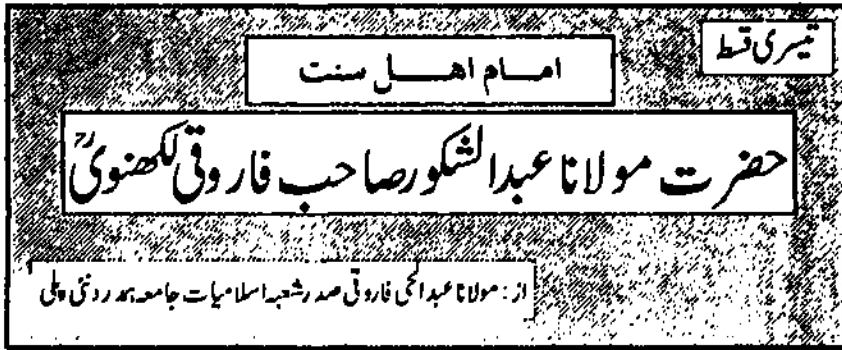 تیسری قسط
امام اهل سنت
حضرت مولانا عبدالشکور صاحب فاروقی لکھنویؒ
از : مولانا عبدالحی فاروقی صدر شعبہ اسلامیات جامعہ ہمدرد نئی دہلی